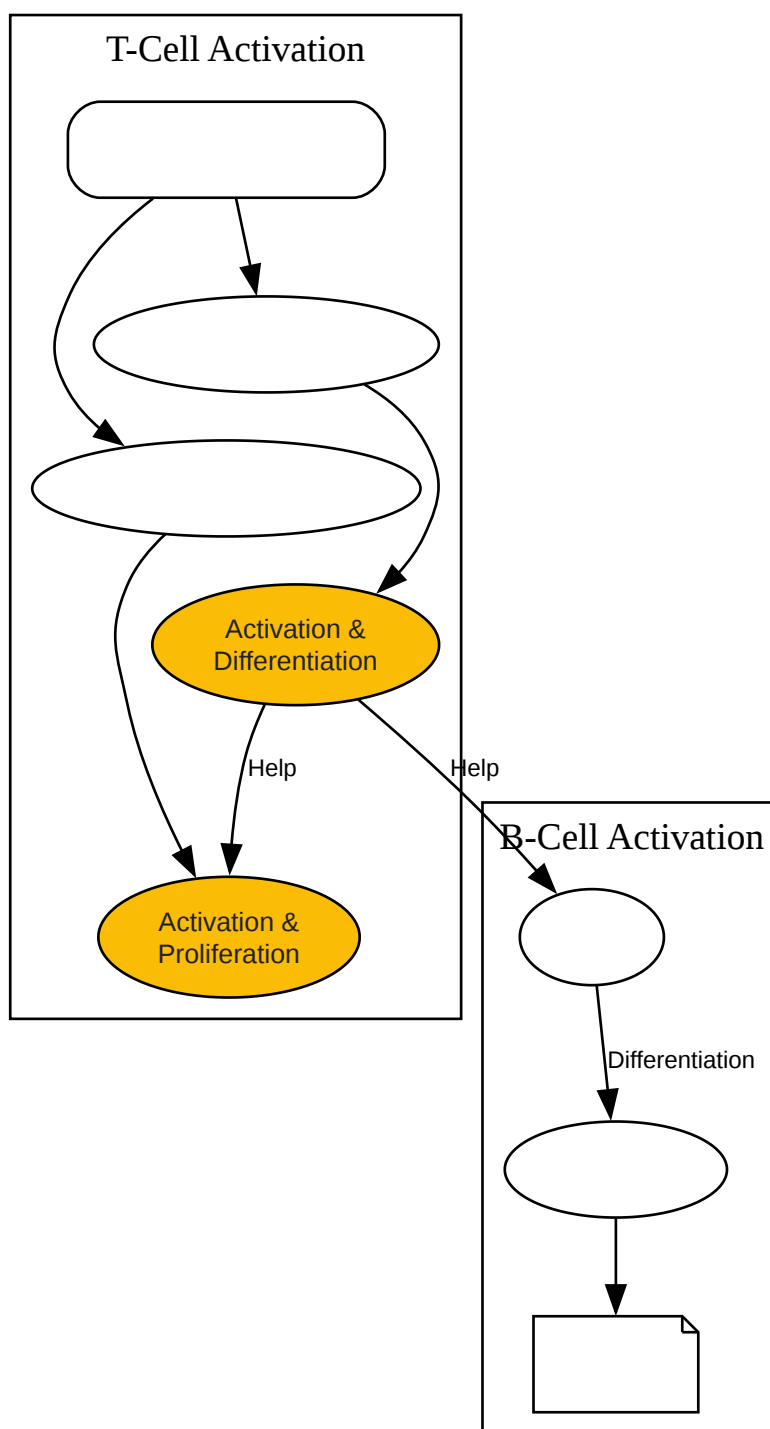 T-Cell Activation
Activation &
Differentiation
Help
Help
B-Cell Activation
Activation &
Proliferation
Differentiation